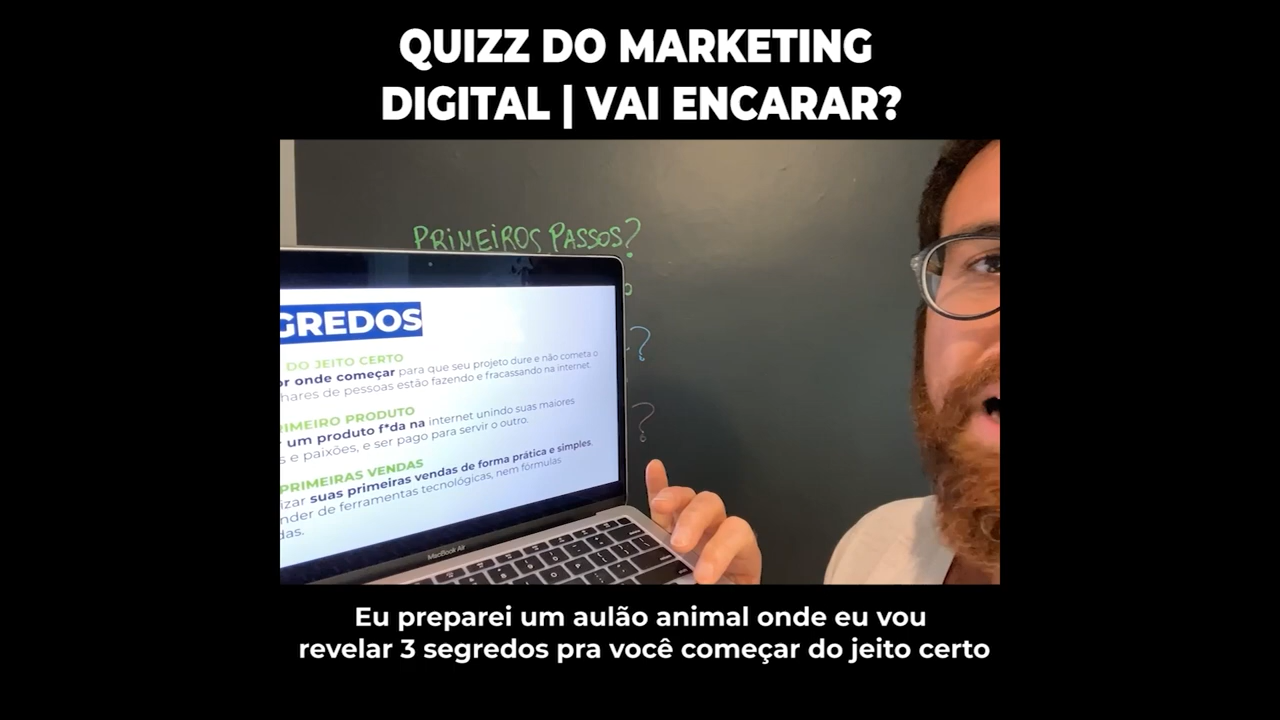 QUIZZ DO MARKETING
DIGITAL | VAI ENCARAR?
PRIMEIROS PASSOS?
?
?
GREDOS
DO JEITO CERTO
or onde começar para que seu projeto dure e não cometa o
hares de pessoas estão fazendo e fracassando na internet.
RIMEIRO PRODUTO
um produto f*da na internet unindo suas maiores
s e paixões, e ser pago para servir o outro.
PRIMEIRAS VENDAS
izar suas primeiras vendas de forma prática e simples,
nder de ferramentas tecnológicas, nem fórmulas
das.
MacBook Air
Eu preparei um aulão animal onde eu vou
revelar 3 segredos pra você começar do jeito certo